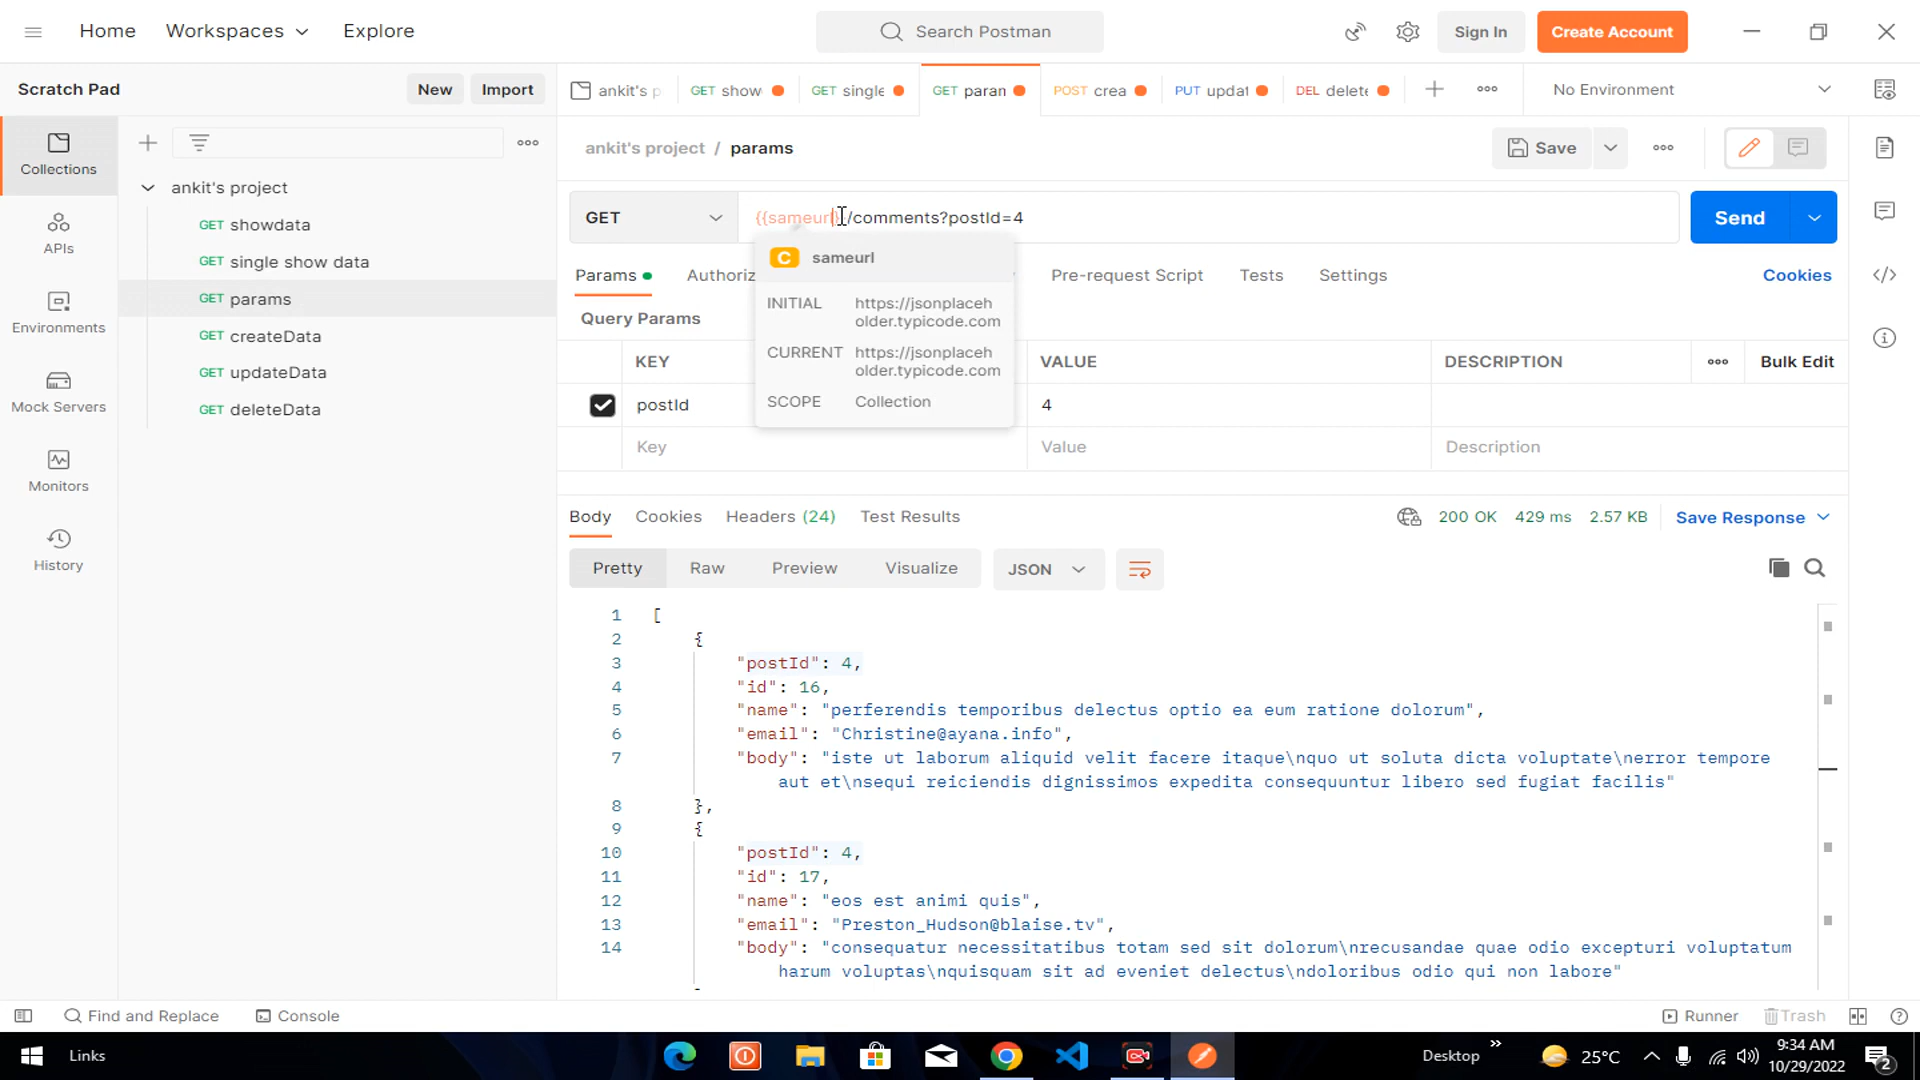 Home
Workspaces
Explore
Search Postman
Sign In
Create Account
Scratch Pad
New
Import
ankit's p
GET show
GET single
GET paran
POST crea
PUT updat
DEL delete
No Environment
Collections
APIs
Environments
Mock Servers
Monitors
History
ankit's project
GET showdata
GET single show data
GET params
GET createData
GET updateData
GET deleteData
ankit's project / params
Save
GET
{{sameurl}}/comments?postId=4
Send
C sameurl
INITIAL https://jsonplaceh
older.typicode.com
CURRENT https://jsonplaceh
older.typicode.com
SCOPE Collection
Params
Authoriz
Pre-request Script
Tests
Settings
Cookies
Query Params
KEY
VALUE
DESCRIPTION
Bulk Edit
postId
4
Key
Value
Description
Body
Cookies
Headers (24)
Test Results
200 OK
429 ms
2.57 KB
Save Response
Pretty
Raw
Preview
Visualize
JSON
1 [
2 {
3 "postId": 4,
4 "id": 16,
5 "name": "perferendis temporibus delectus optio ea eum ratione dolorum",
6 "email": "Christine@ayana.info",
7 "body": "iste ut laborum aliquid velit facere itaque\nquo ut soluta dicta voluptate\nerror tempore
aut et\nsequi reiciendis dignissimos expedita consequuntur libero sed fugiat facilis"
8 },
9 {
10 "postId": 4,
11 "id": 17,
12 "name": "eos est animi quis",
13 "email": "Preston_Hudson@blaise.tv",
14 "body": "consequatur necessitatibus totam sed sit dolorum\nrecusandae quae odio excepturi voluptatum
harum voluptas\nquisquam sit ad eveniet delectus\ndoloribus odio qui non labore"
Find and Replace
Console
Runner
Trash
Links
Desktop
25°C
9:34 AM
10/29/2022
2